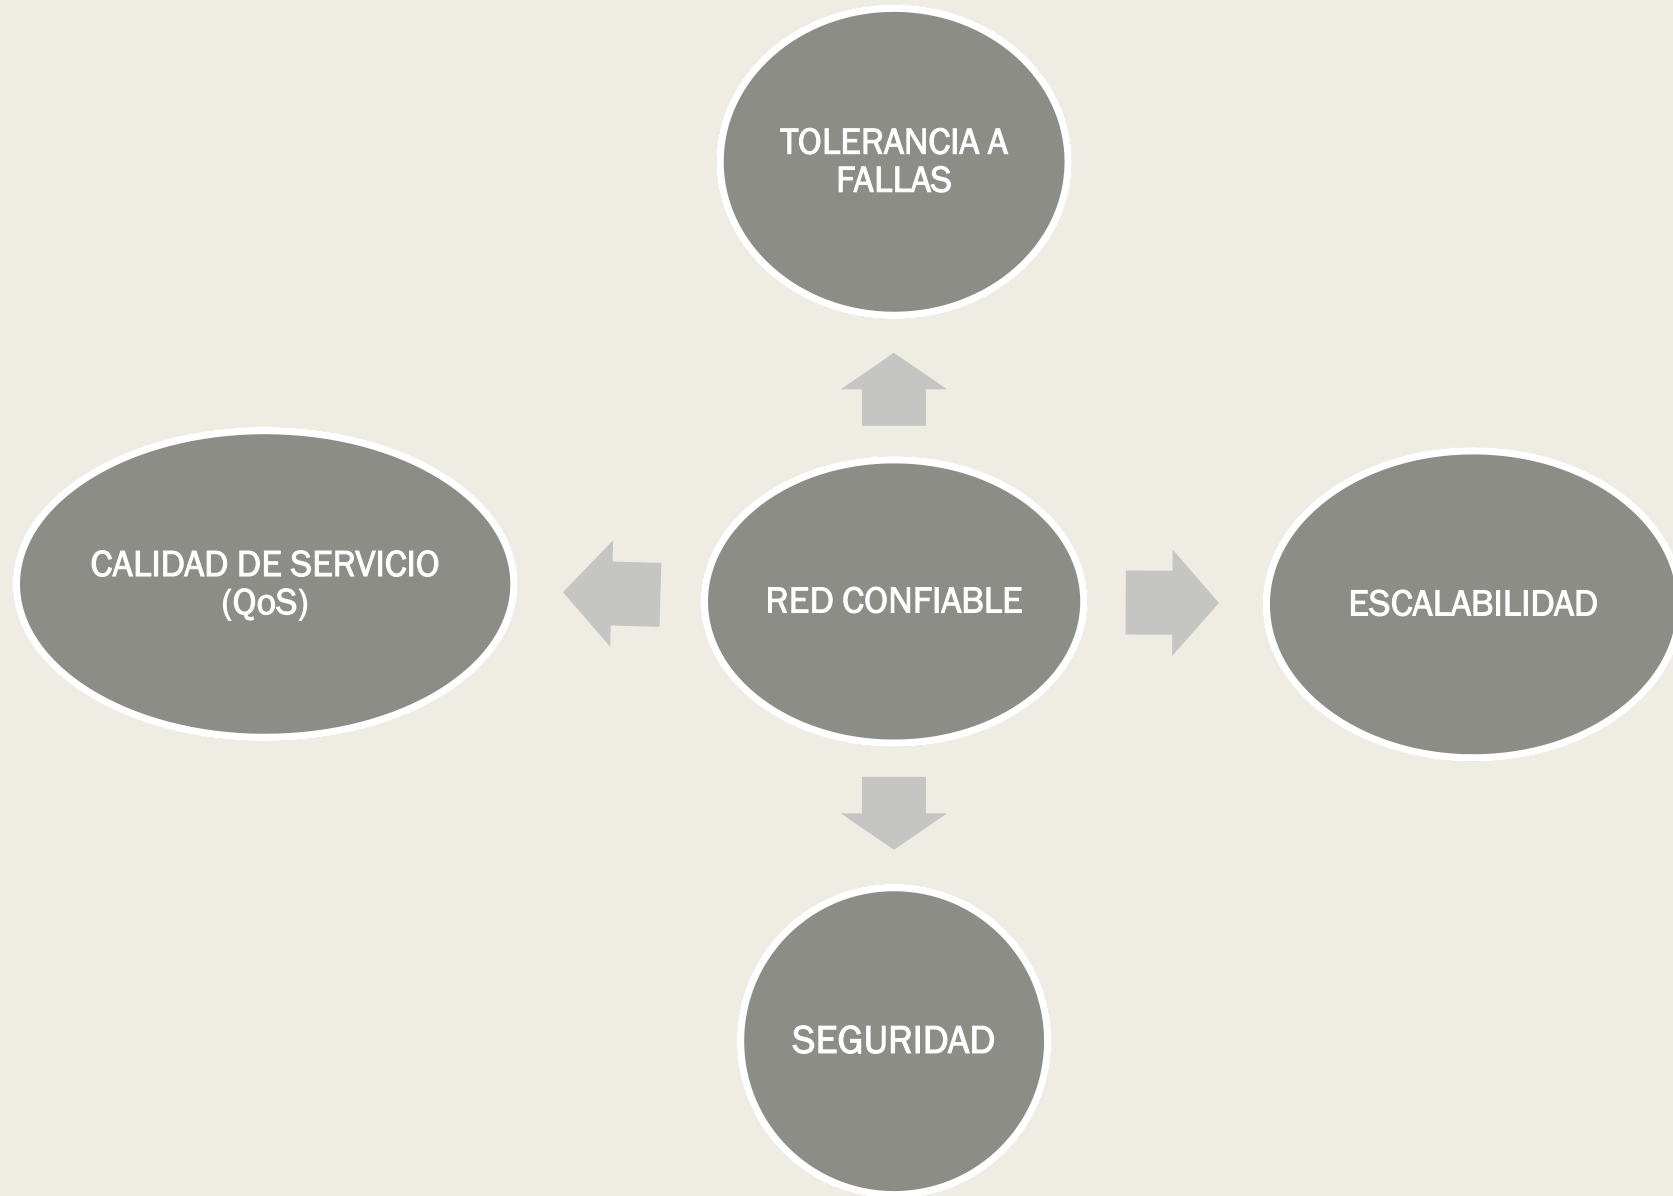 TOLERANCIA A
FALLAS
CALIDAD DE SERVICIO
(QoS)
RED CONFIABLE
ESCALABILIDAD
SEGURIDAD